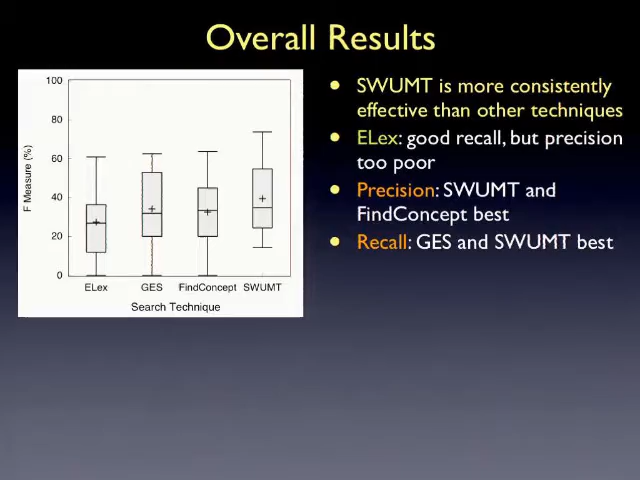 Overall Results
100
80
60
40
20
0
F Measure (%)
ELex GES FindConcept SWUMT
Search Technique
• SWUMT is more consistently
effective than other techniques
• ELex: good recall, but precision
too poor
• Precision: SWUMT and
FindConcept best
• Recall: GES and SWUMT best